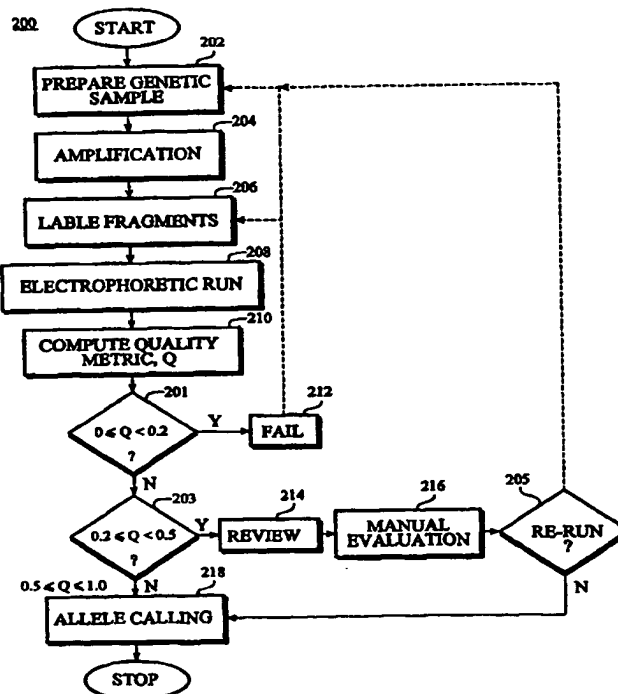 200
START
202
PREPARE GENETIC
SAMPLE
204
AMPLIFICATION
206
LABLE FRAGMENTS
208
ELECTROPHORETIC RUN
210
COMPUTE QUALITY
METRIC, Q
201
0 ⩽ Q < 0.2
?
Y
212
FAIL
N
203
0.2 ⩽ Q < 0.5
?
Y
214
REVIEW
216
MANUAL
EVALUATION
205
RE-RUN
?
N
0.5 ⩽ Q ⩽ 1.0
N
218
ALLELE CALLING
STOP